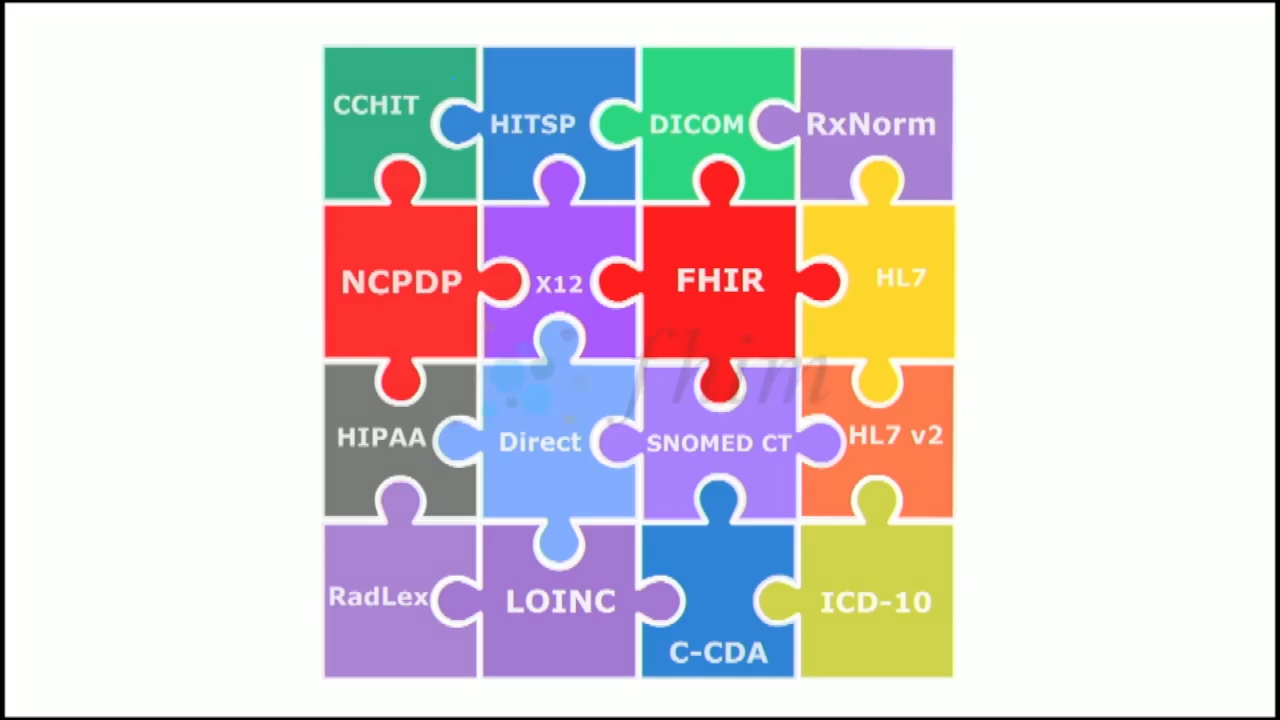 CCHIT
HITSP
DICOM
RxNorm
NCPDP
X12
FHIR
HL7
fhim
HIPAA
Direct
SNOMED CT
HL7 v2
RadLex
LOINC
C-CDA
ICD-10